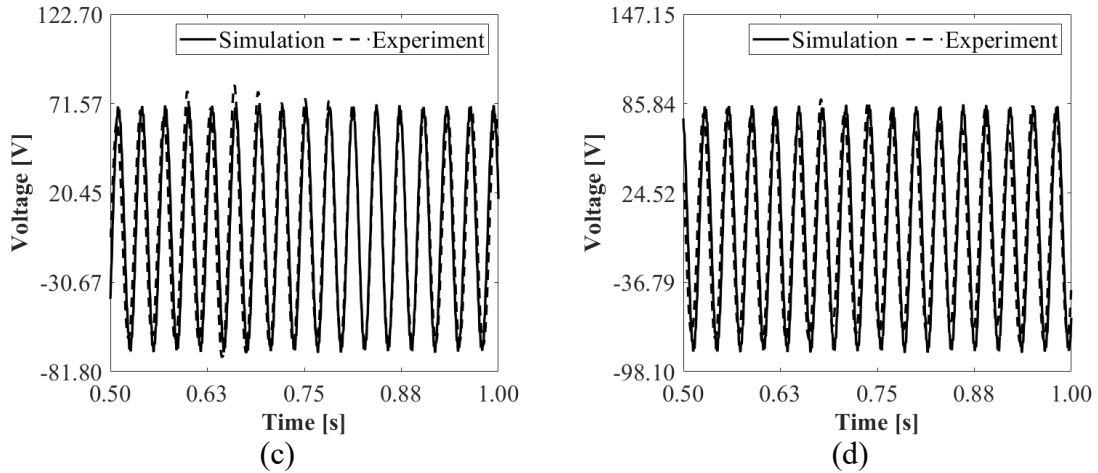 122.70
71.57
20.45
-30.67
-81.80
Voltage [V]
Simulation Experiment
0.50 0.63 0.75 0.88 1.00
Time [s]
(c)
147.15
85.84
24.52
-36.79
-98.10
Voltage [V]
Simulation Experiment
0.50 0.63 0.75 0.88 1.00
Time [s]
(d)